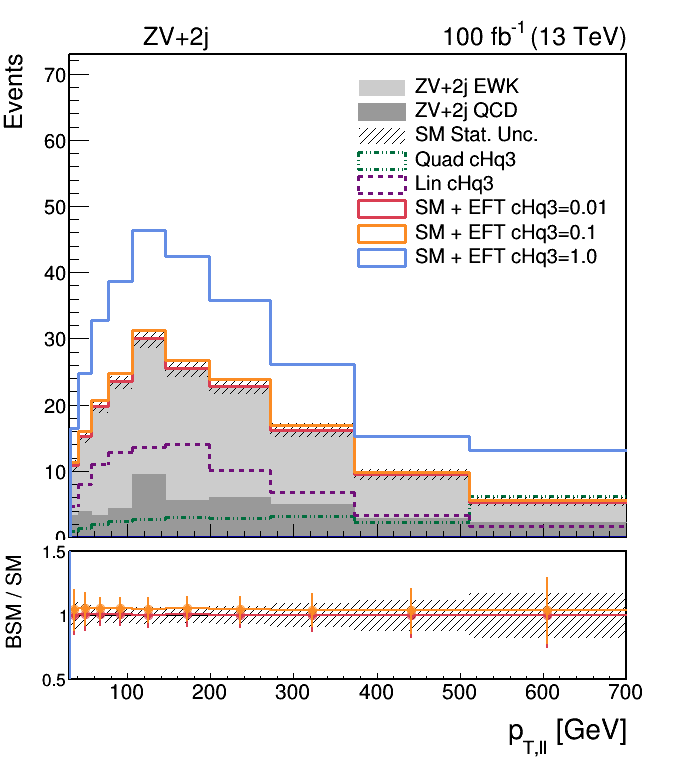 ZV+2j 100 fb⁻¹ (13 TeV)
Events
70
60
50
40
30
20
10
0
ZV+2j EWK
ZV+2j QCD
SM Stat. Unc.
Quad cHq3
Lin cHq3
SM + EFT cHq3=0.01
SM + EFT cHq3=0.1
SM + EFT cHq3=1.0
BSM / SM
1.5
1
0.5
100 200 300 400 500 600 700
p_T,ll [GeV]